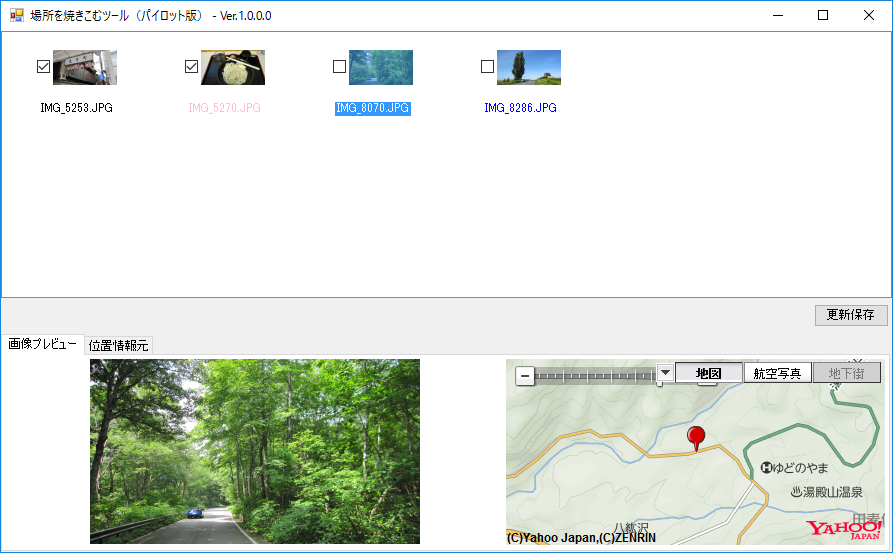 場所を焼きこむツール（パイロット版） - Ver.1.0.0.0
IMG_5253.JPG
IMG_5270.JPG
IMG_8070.JPG
IMG_8286.JPG
更新保存
画像プレビュー
位置情報元
地図
航空写真
地下街
ゆどのやま
湯殿山温泉
八紘沢
(C)Yahoo Japan,(C)ZENRIN
YAHOO!
JAPAN